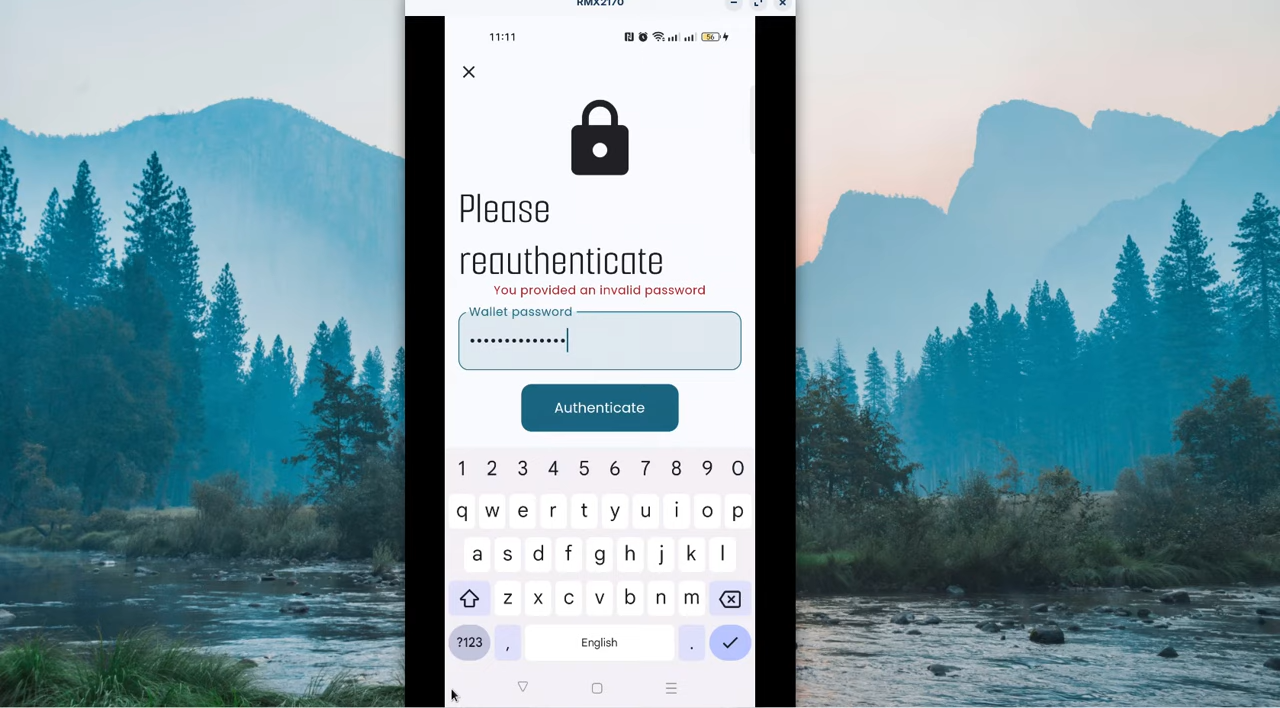 RMX2170
11:11
56
Please
reauthenticate
You provided an invalid password
Wallet password
••••••••••••••
Authenticate
1 2 3 4 5 6 7 8 9 0
q w e r t y u i o p
a s d f g h j k l
z x c v b n m
?123 , English .